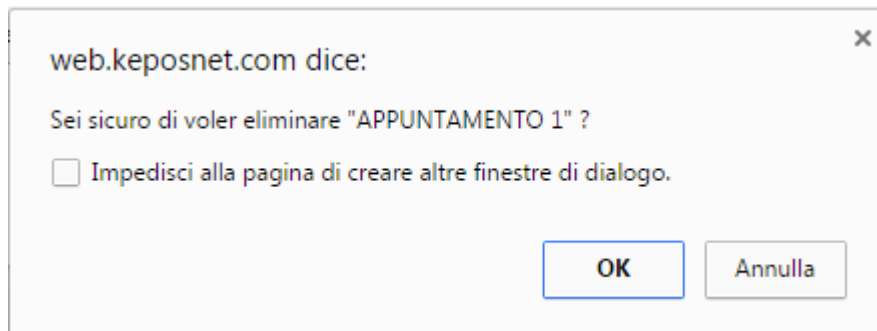 web.keposnet.com dice:
Sei sicuro di voler eliminare "APPUNTAMENTO 1" ?
Impedisci alla pagina di creare altre finestre di dialogo.
OK
Annulla